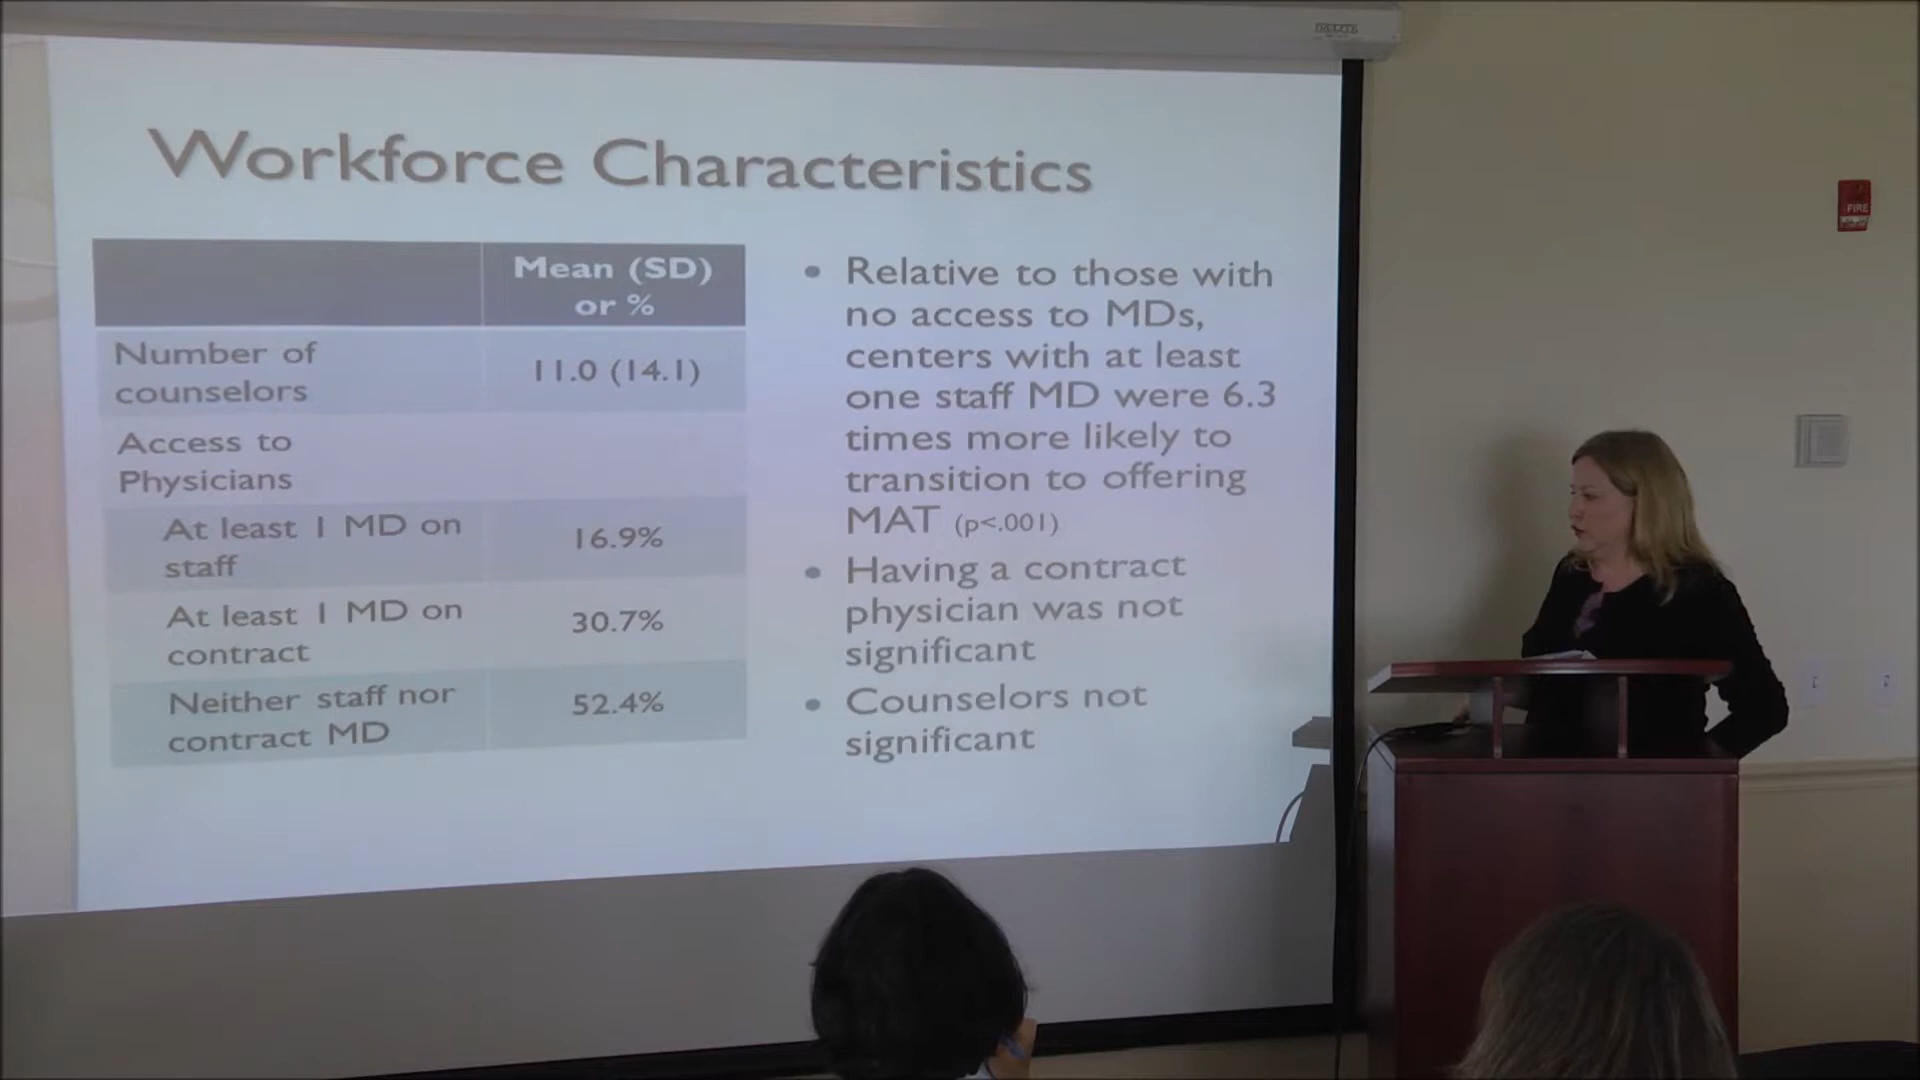 Workforce Characteristics
Mean (SD)
or %
Number of
counselors
11.0 (14.1)
Access to
Physicians
At least 1 MD on
staff
16.9%
At least 1 MD on
contract
30.7%
Neither staff nor
contract MD
52.4%
• Relative to those with
no access to MDs,
centers with at least
one staff MD were 6.3
times more likely to
transition to offering
MAT (p<.001)
• Having a contract
physician was not
significant
• Counselors not
significant
FIRE